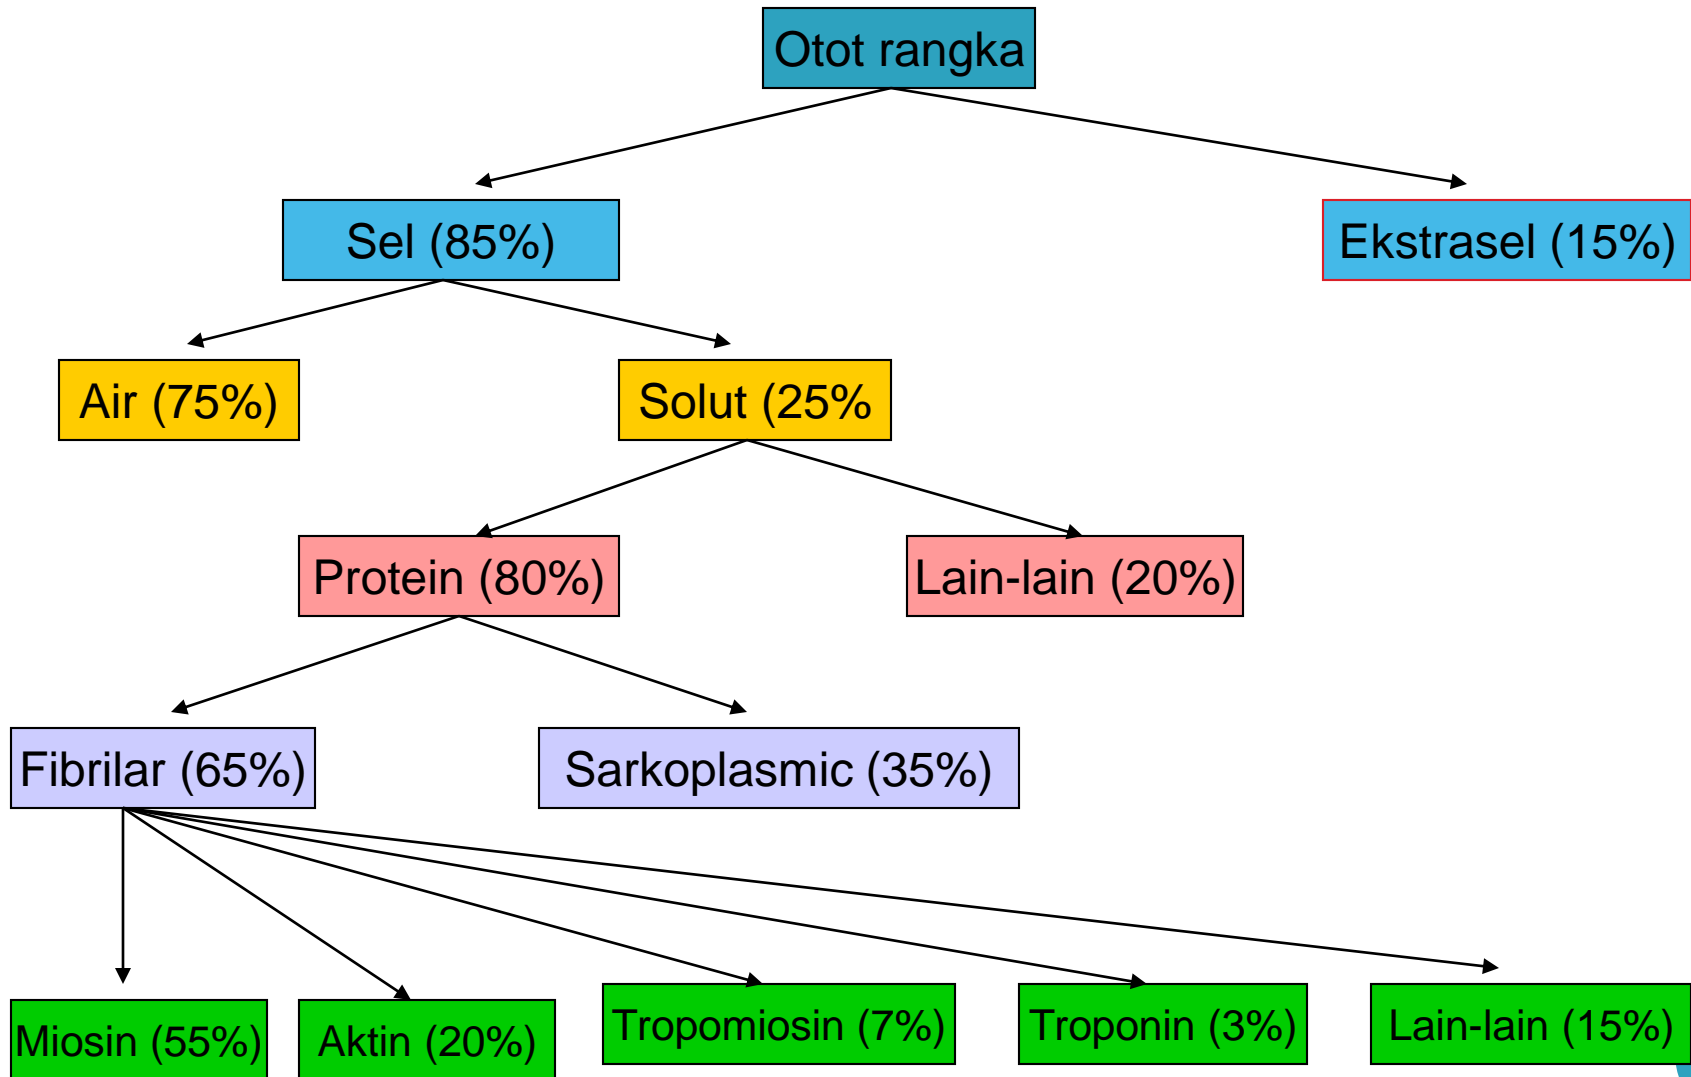 Otot rangka
Sel (85%)
Ekstrasel (15%)
Air (75%)
Solut (25%
Protein (80%)
Lain-lain (20%)
Fibrilar (65%)
Sarkoplasmic (35%)
Miosin (55%)
Aktin (20%)
Tropomiosin (7%)
Troponin (3%)
Lain-lain (15%)